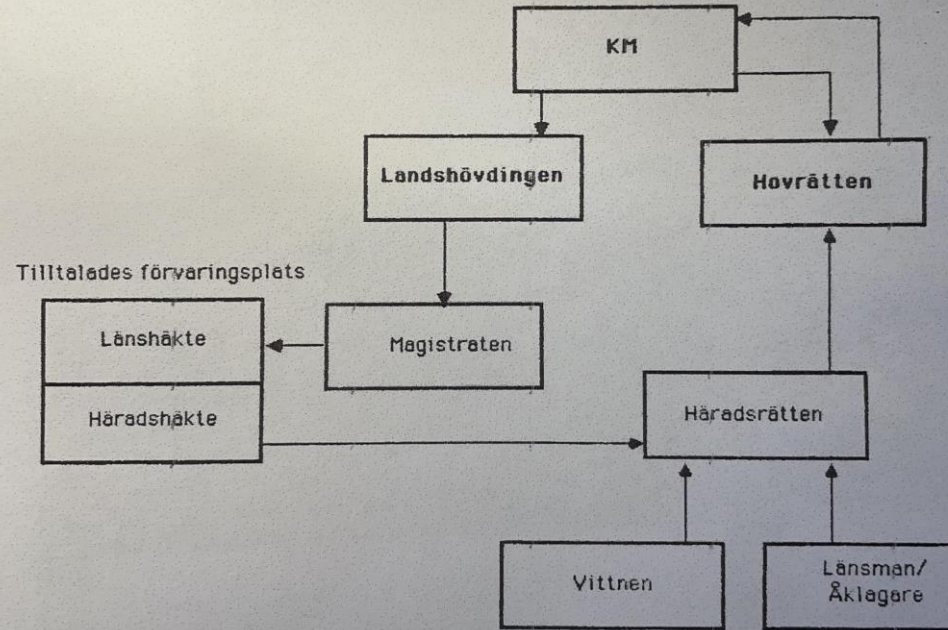 KM
Landshövdingen
Hovrätten
Tilltalades förvaringsplats
Länshäkte
Magistraten
Häradshäkte
Häradsrätten
Vittnen
Länsman/
Åklagare